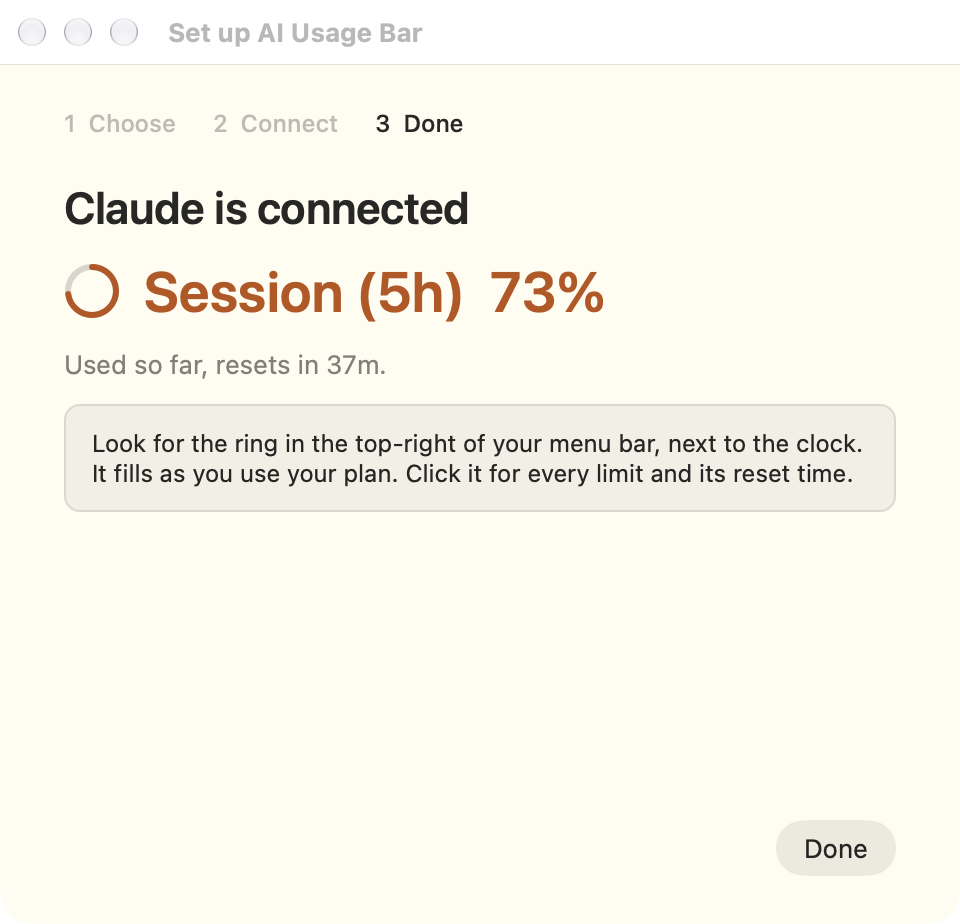 Set up AI Usage Bar
1 Choose 2 Connect 3 Done
Claude is connected
Session (5h) 73%
Used so far, resets in 37m.
Look for the ring in the top-right of your menu bar, next to the clock.
It fills as you use your plan. Click it for every limit and its reset time.
Done